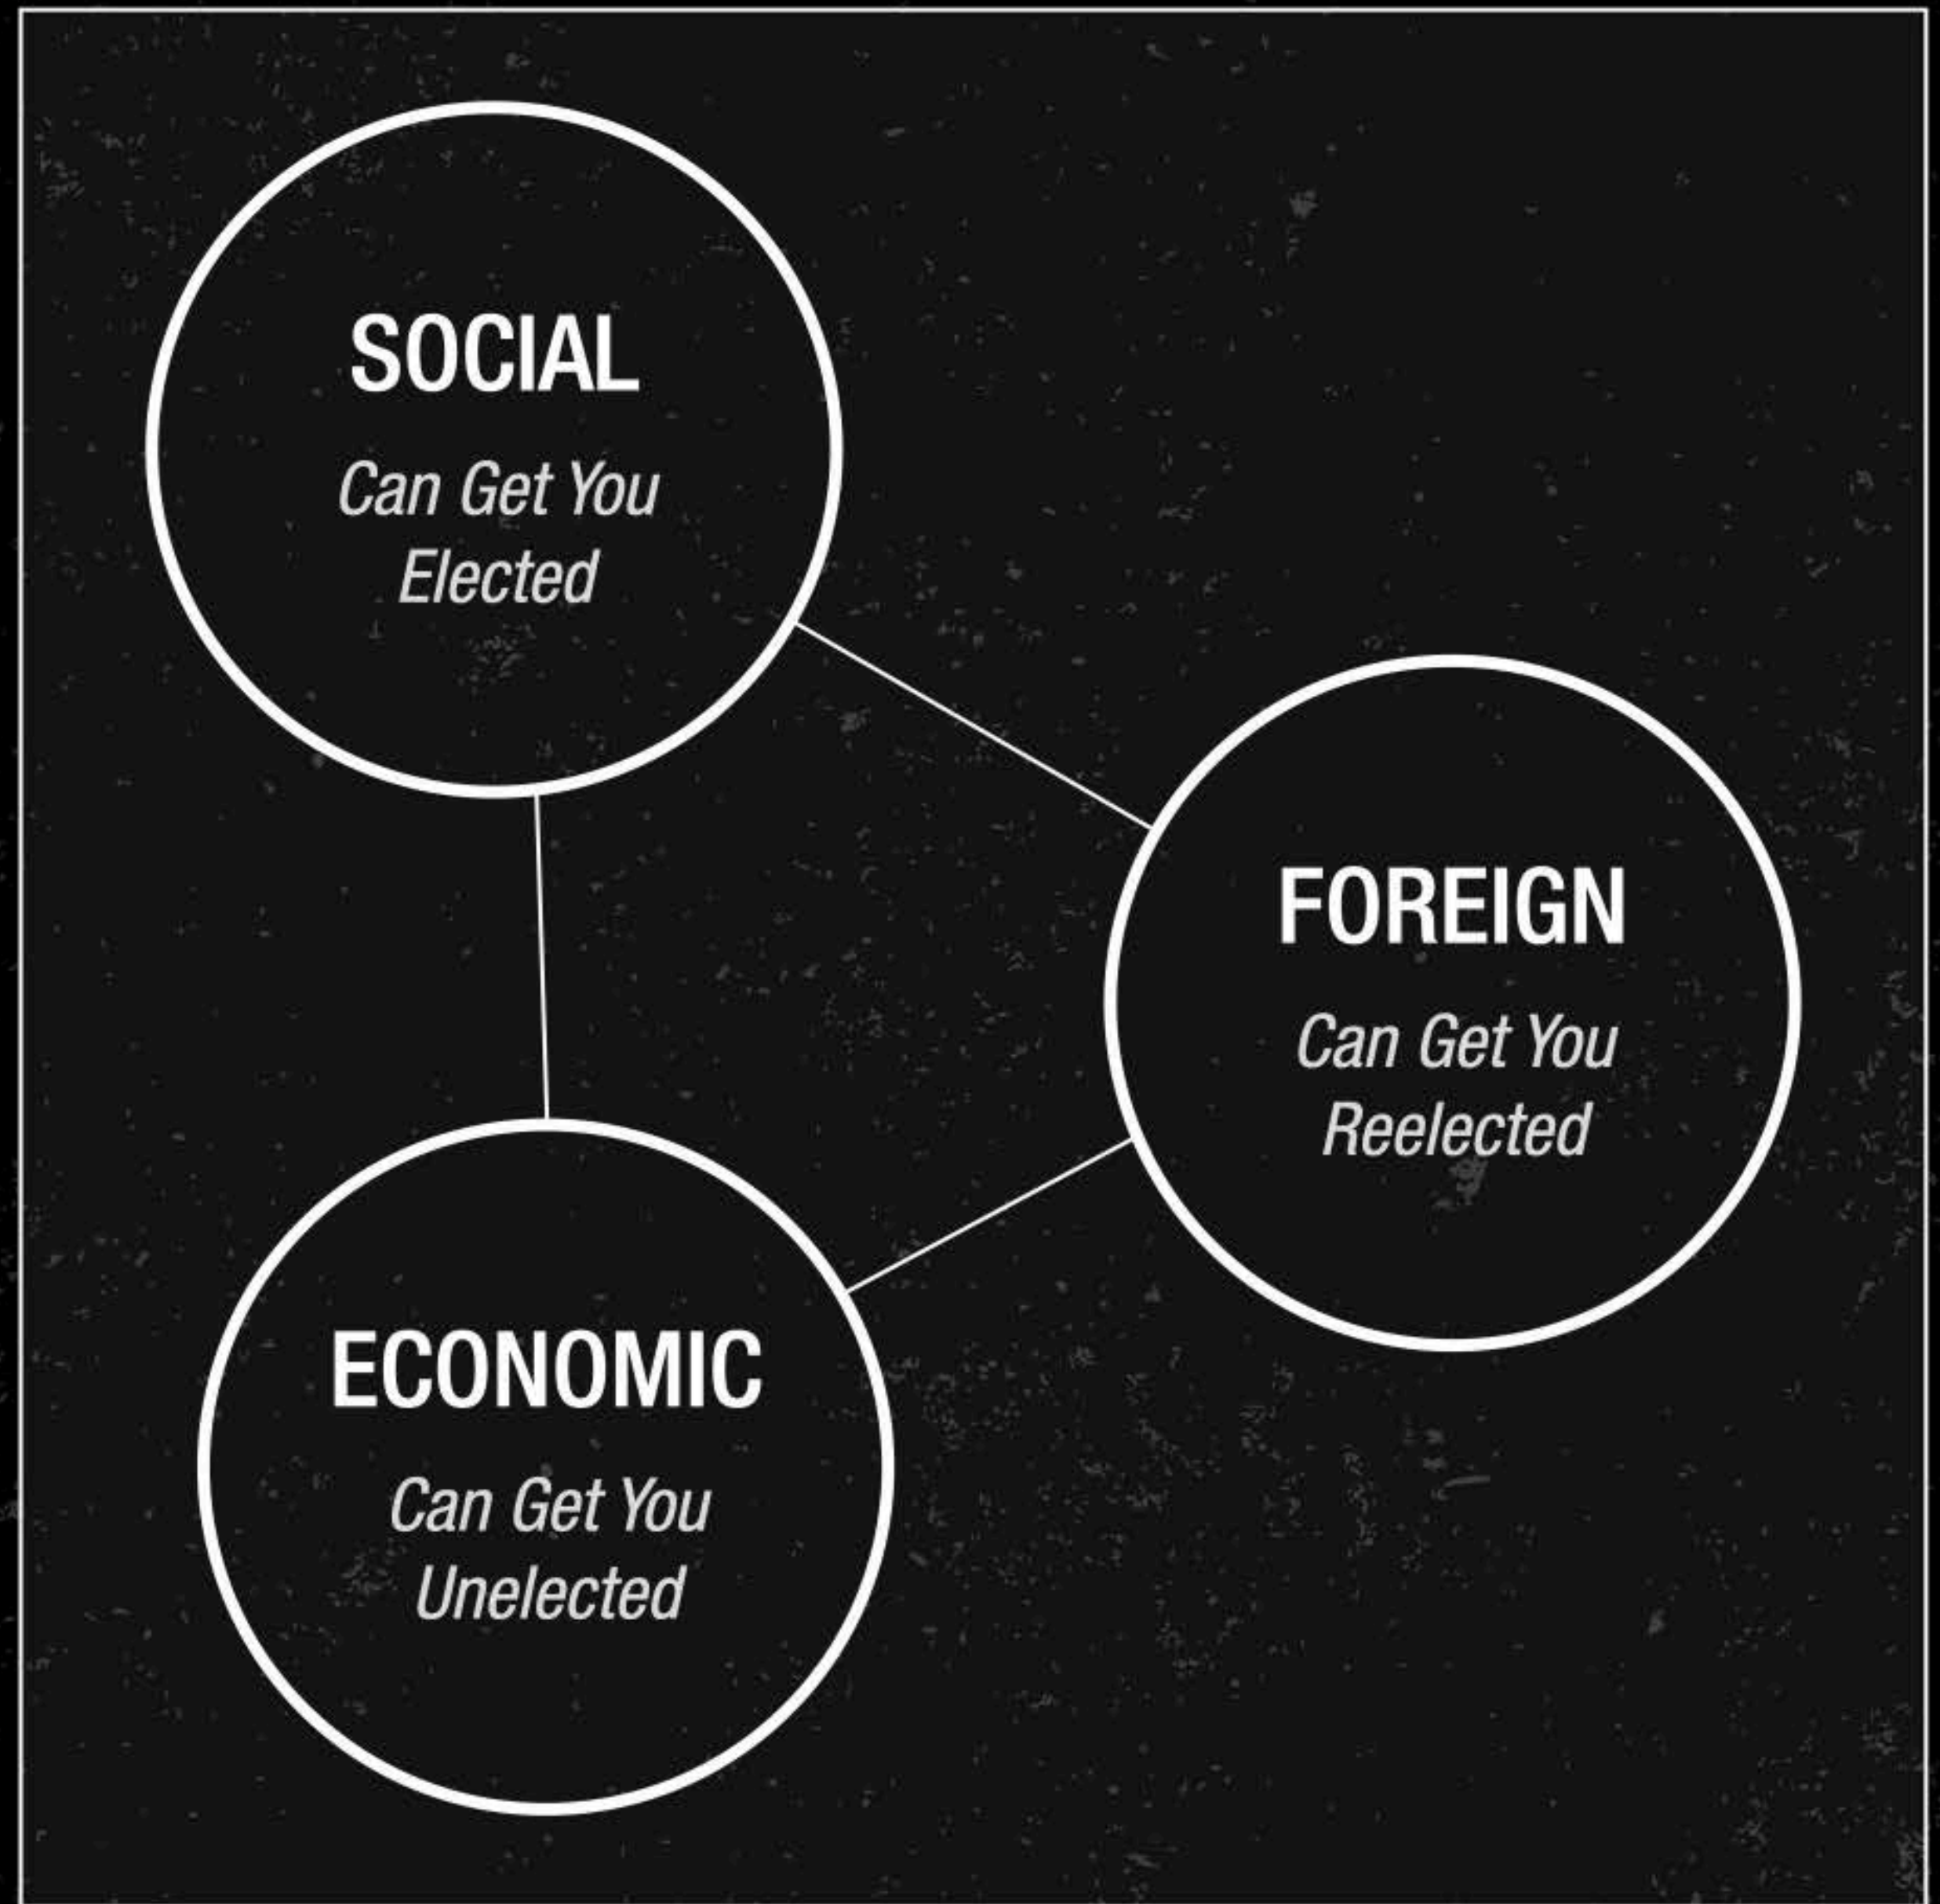 SOCIAL
Can Get You
Elected
FOREIGN
Can Get You
Reelected
ECONOMIC
Can Get You
Unelected